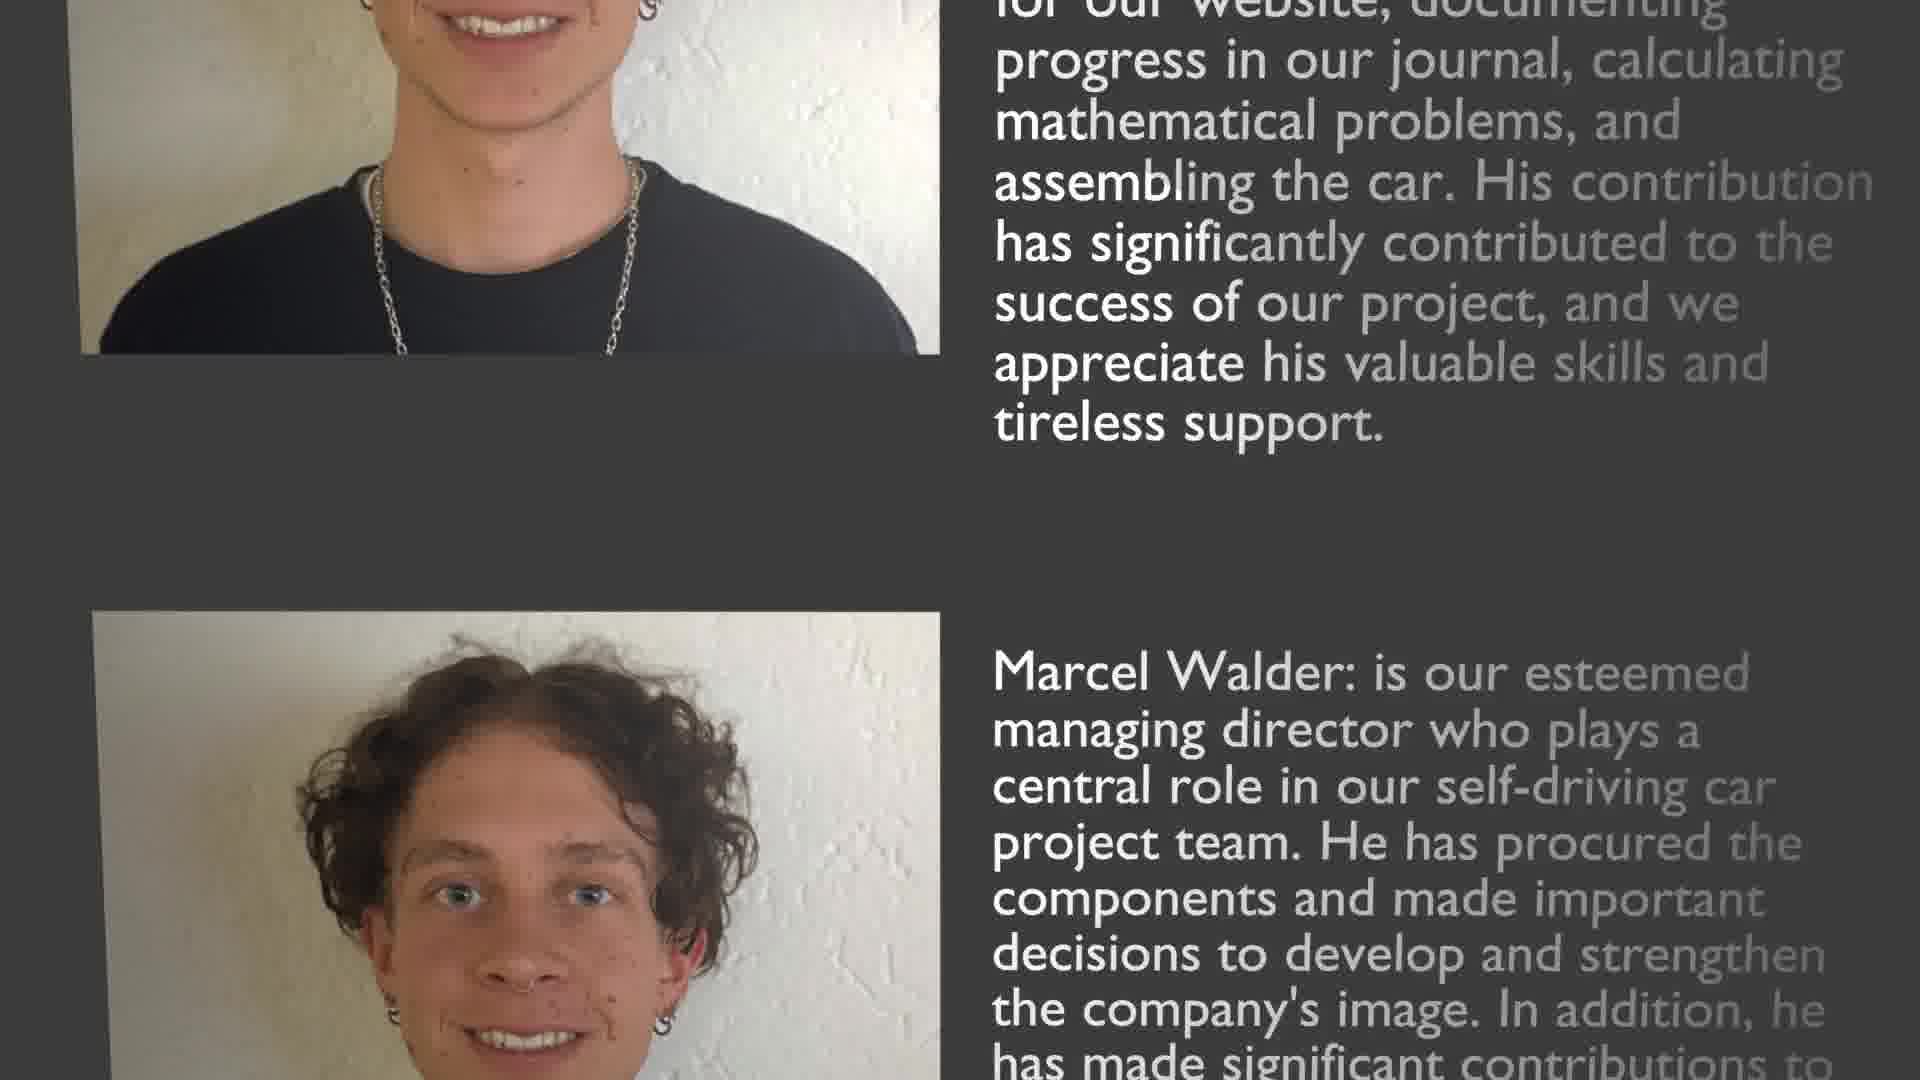 for our website, documenting
progress in our journal, calculating
mathematical problems, and
assembling the car. His contribution
has significantly contributed to the
success of our project, and we
appreciate his valuable skills and
tireless support.
Marcel Walder: is our esteemed
managing director who plays a
central role in our self-driving car
project team. He has procured the
components and made important
decisions to develop and strengthen
the company's image. In addition, he
has made significant contributions to